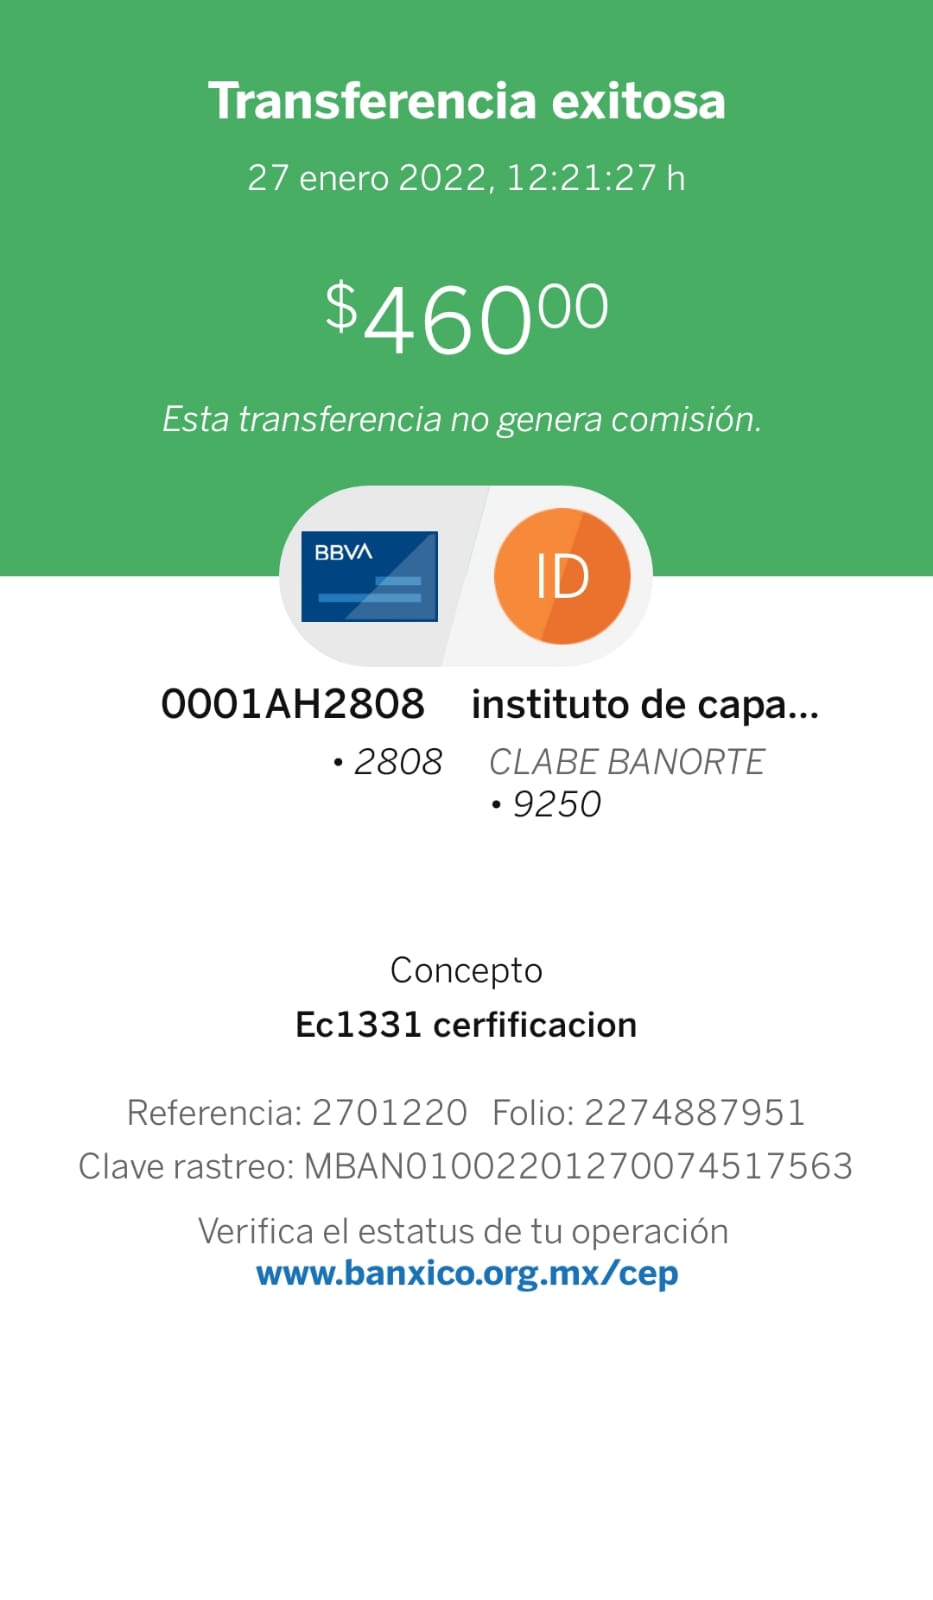 Transferencia exitosa
27 enero 2022, 12:21:27 h
$460⁰⁰
Esta transferencia no genera comisión.
BBVA
ID
0001AH2808 instituto de capa...
• 2808 CLABE BANORTE
• 9250
Concepto
Ec1331 cerfificacion
Referencia: 2701220 Folio: 2274887951
Clave rastreo: MBAN01002201270074517563
Verifica el estatus de tu operación
www.banxico.org.mx/cep